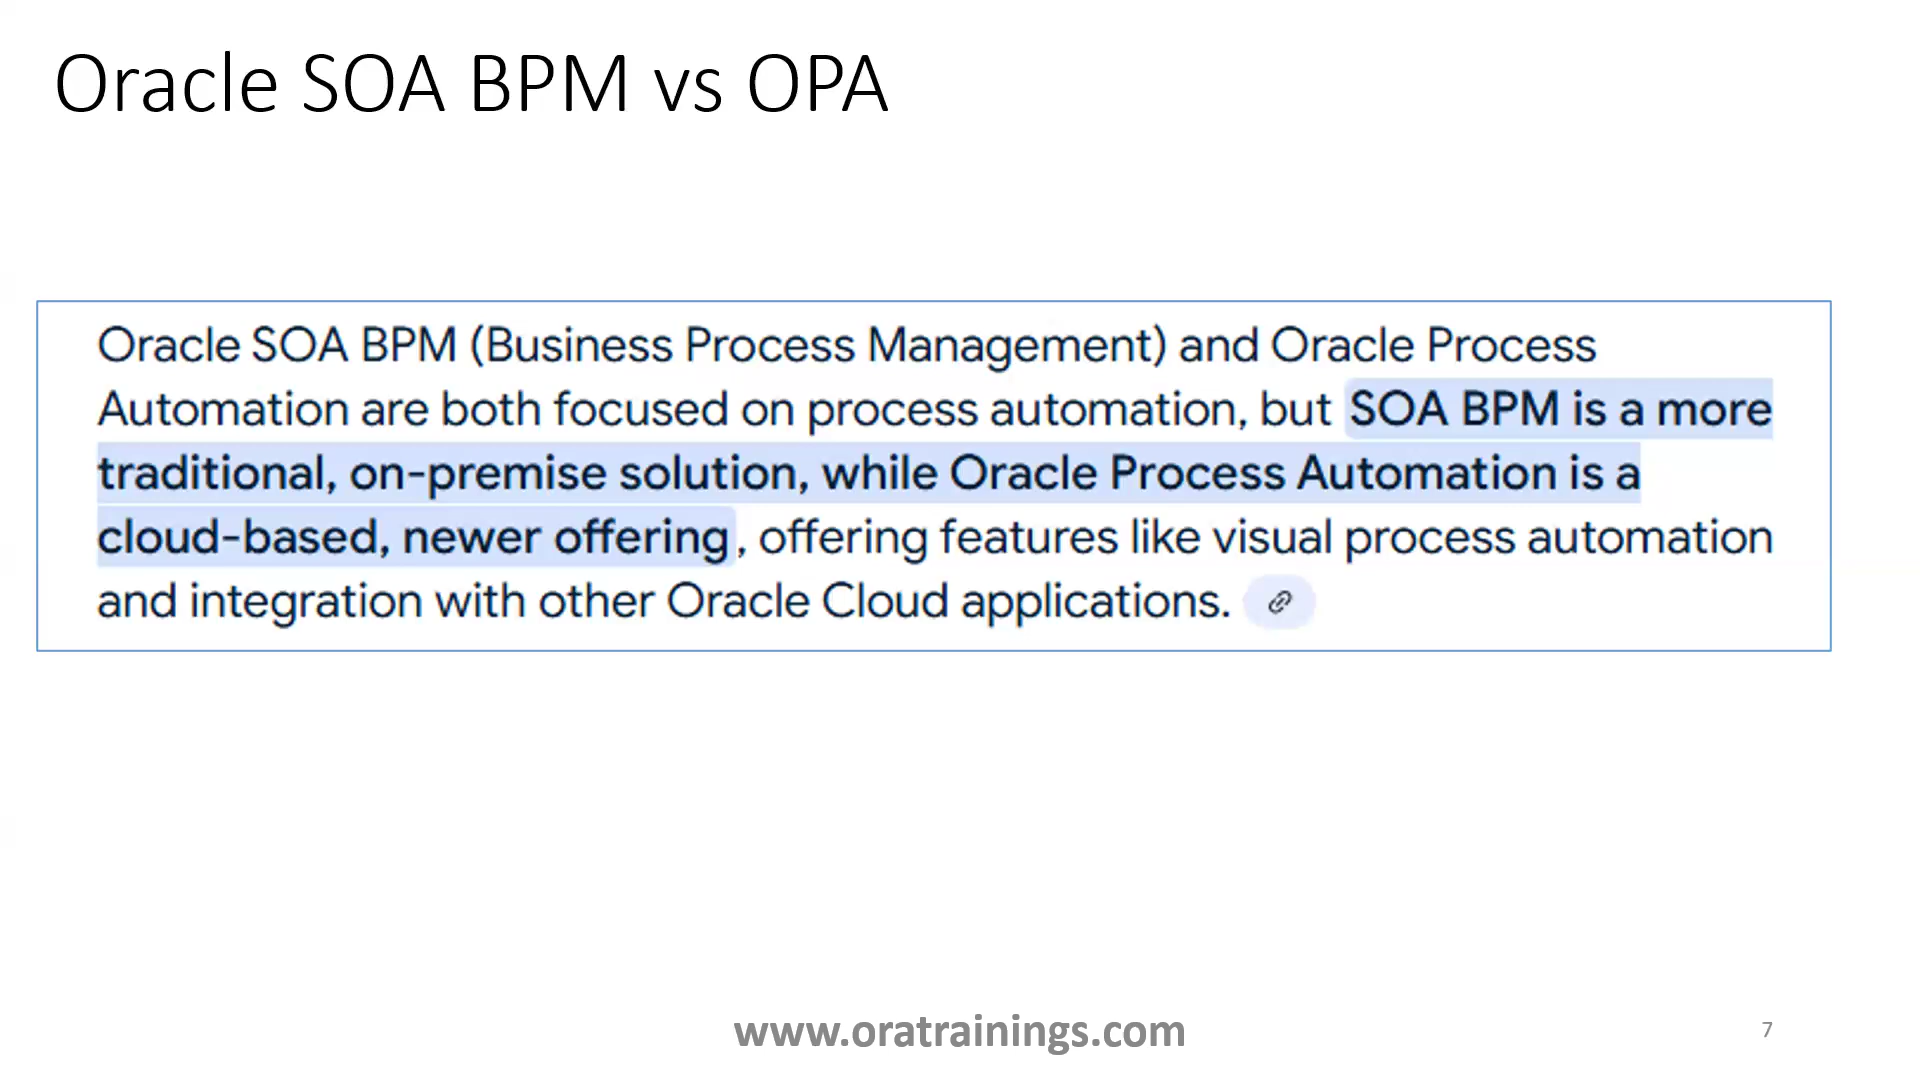 Oracle SOA BPM vs OPA
Oracle SOA BPM (Business Process Management) and Oracle Process
Automation are both focused on process automation, but SOA BPM is a more
traditional, on-premise solution, while Oracle Process Automation is a
cloud-based, newer offering, offering features like visual process automation
and integration with other Oracle Cloud applications.
www.oratrainings.com
7